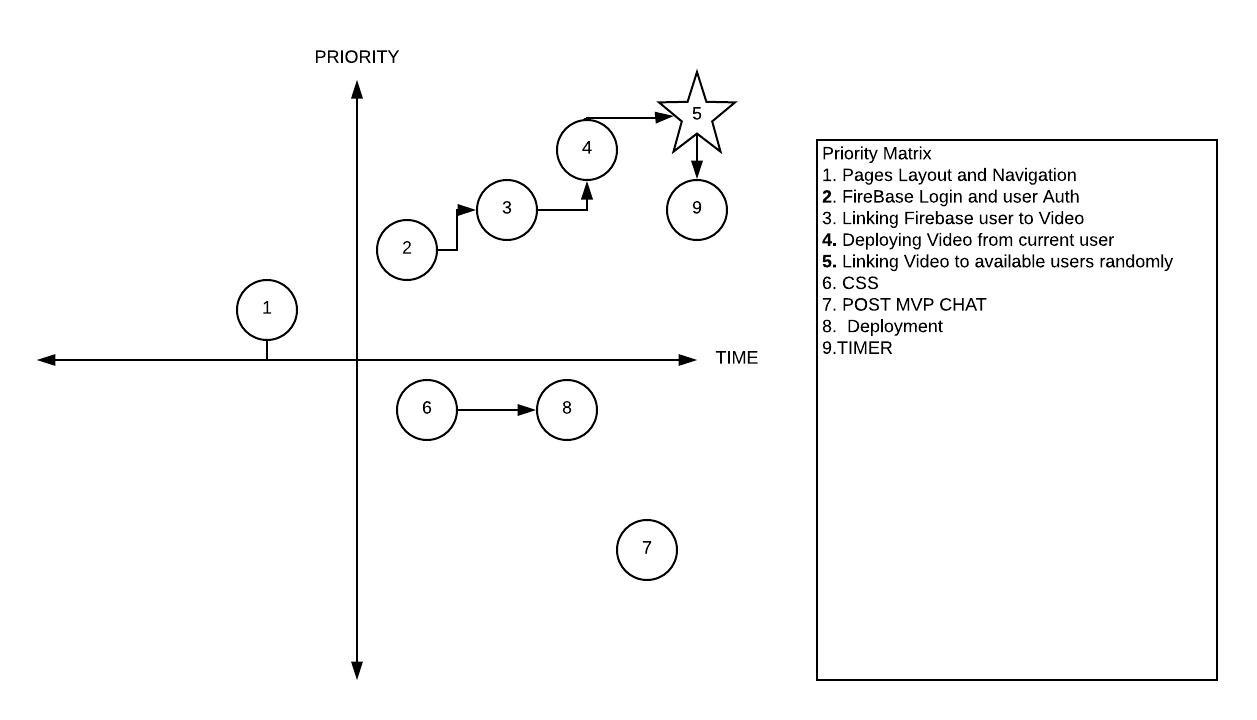 PRIORITY
5
4
3
9
2
1
TIME
6
8
7
Priority Matrix
1. Pages Layout and Navigation
2. FireBase Login and user Auth
3. Linking Firebase user to Video
4. Deploying Video from current user
5. Linking Video to available users randomly
6. CSS
7. POST MVP CHAT
8.  Deployment
9.TIMER